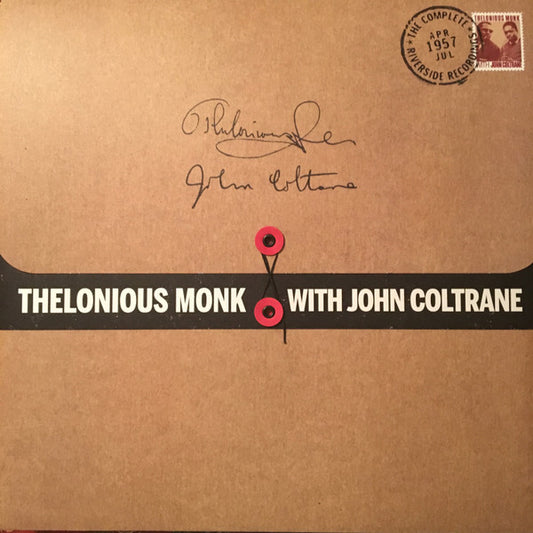 THE COMPLETE
APR
1957
JUL
RIVERSIDE RECORDINGS
THELONIOUS MONK
JOHN COLTRANE
Thelonious
John Coltrane
THELONIOUS MONK WITH JOHN COLTRANE